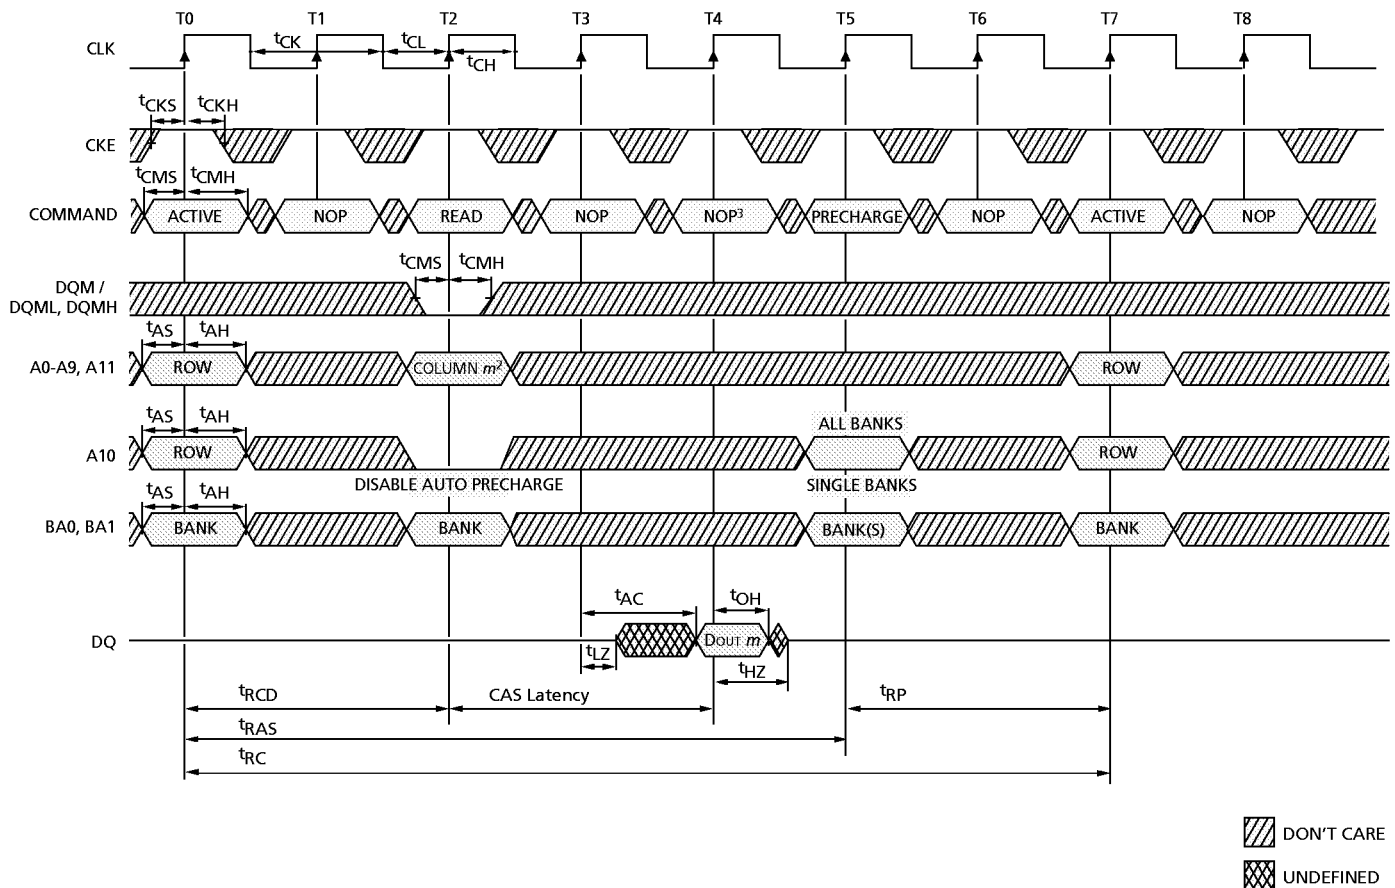 T0 T1 T2 T3 T4 T5 T6 T7 T8
CLK tCK tCL
tCH
tCKS tCKH
CKE
tCMS tCMH
COMMAND ACTIVE NOP READ NOP NOP3 PRECHARGE NOP ACTIVE NOP
tCMS tCMH
DQM /
DQML, DQMH
tAS tAH
A0-A9, A11 ROW COLUMN m2 ROW
tAS tAH
ALL BANKS
A10 ROW ROW
DISABLE AUTO PRECHARGE SINGLE BANKS
tAS tAH
BA0, BA1 BANK BANK BANK(S) BANK
tAC tOH
DQ DOUT m
tLZ
tHZ
tRCD CAS Latency tRP
tRAS
tRC
DON'T CARE
UNDEFINED